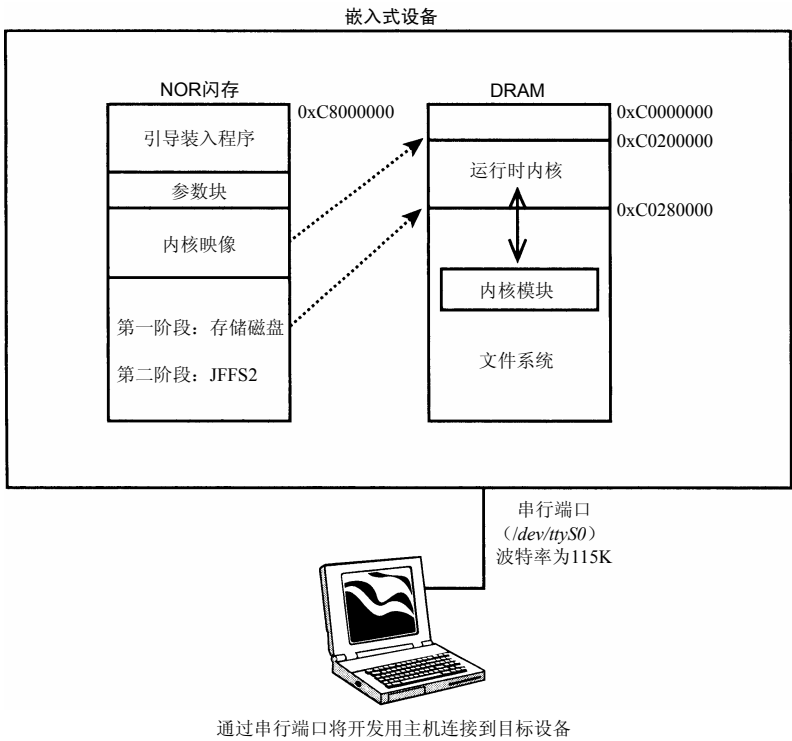 嵌入式设备
NOR闪存
DRAM
0xC8000000
引导装入程序
参数块
内核映像
第一阶段：存储磁盘
第二阶段：JFFS2
0xC0000000
0xC0200000
运行时内核
0xC0280000
内核模块
文件系统
串行端口
（/dev/ttyS0）
波特率为115K
通过串行端口将开发用主机连接到目标设备